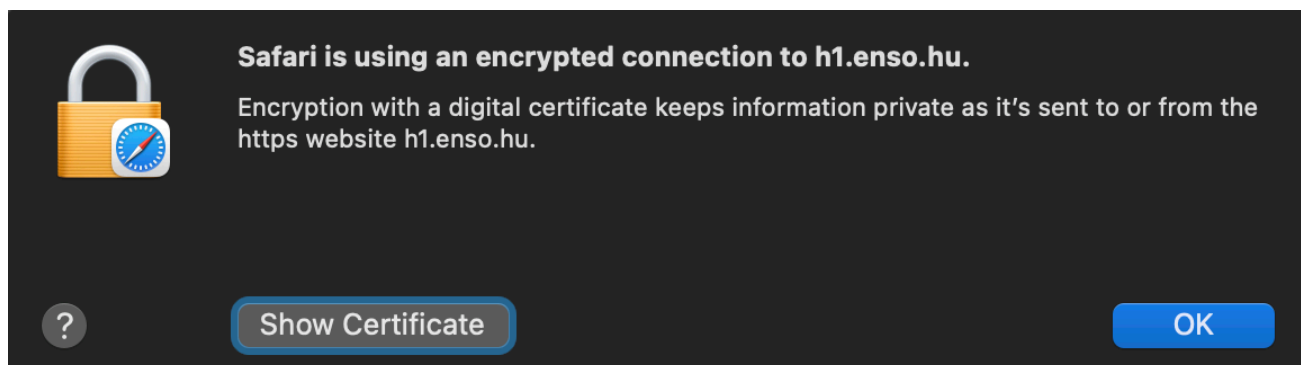 Safari is using an encrypted connection to h1.enso.hu.
Encryption with a digital certificate keeps information private as it’s sent to or from the
https website h1.enso.hu.
?
Show Certificate
OK